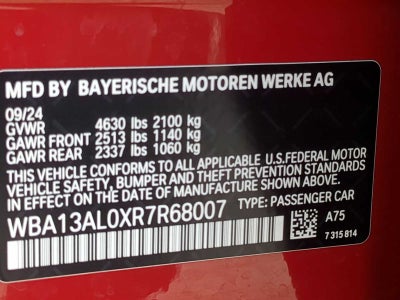 MFD BY BAYERISCHE MOTOREN WERKE AG
09/24
GVWR 4630 lbs 2100 kg
GAWR FRONT 2513 lbs 1140 kg
GAWR REAR 2337 lbs 1060 kg
THIS VEHICLE CONFORMS TO ALL APPLICABLE U.S.FEDERAL MOTOR
VEHICLE SAFETY, BUMPER, AND THEFT PREVENTION STANDARDS
IN EFFECT ON THE DATE OF MANUFACTURE SHOWN ABOVE.
WBA13AL0XR7R68007 TYPE: PASSENGER CAR
A75
7 315 814